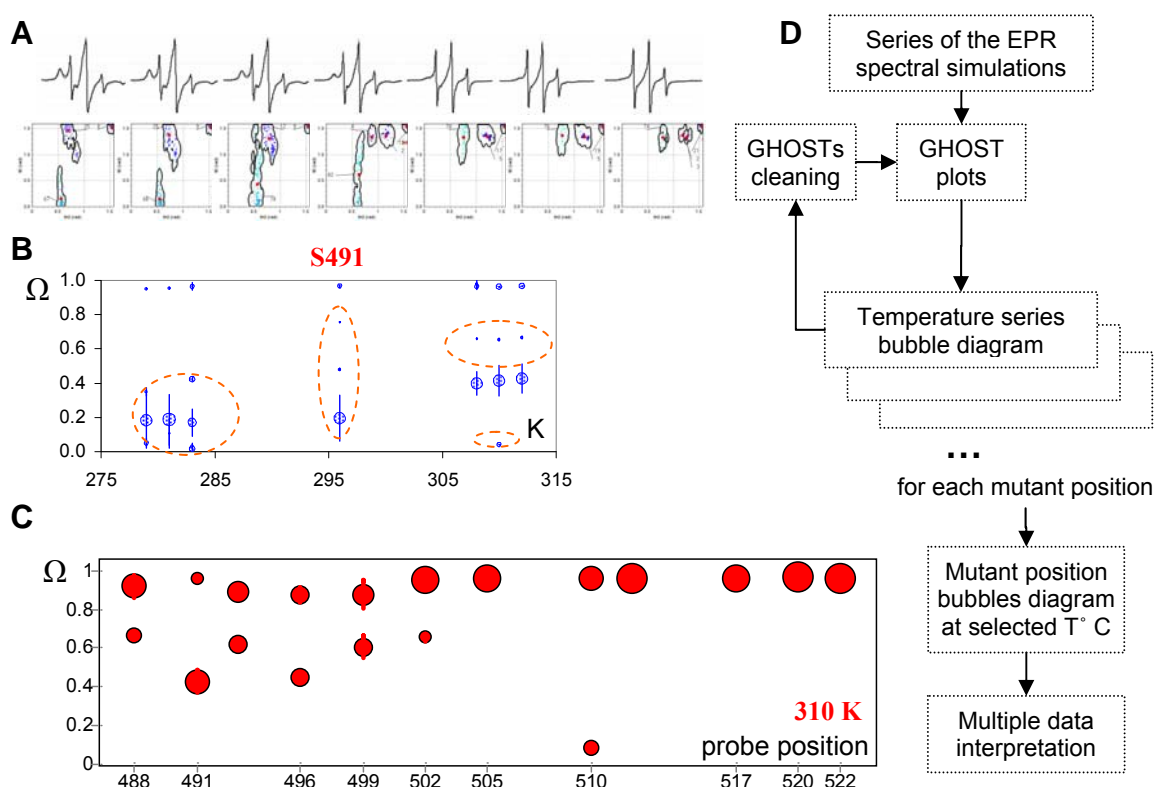 A
B
S491
Ω
1.0
0.8
0.6
0.4
0.2
0.0
K
275
285
295
305
315
C
Ω
1
0.8
0.6
0.4
0.2
0
310 K
probe position
488
491
496
499
502
505
510
517
520
522
D
Series of the EPR
spectral simulations
GHOSTs
cleaning
GHOST
plots
Temperature series
bubble diagram
...
for each mutant position
Mutant position
bubbles diagram
at selected T° C
Multiple data
interpretation